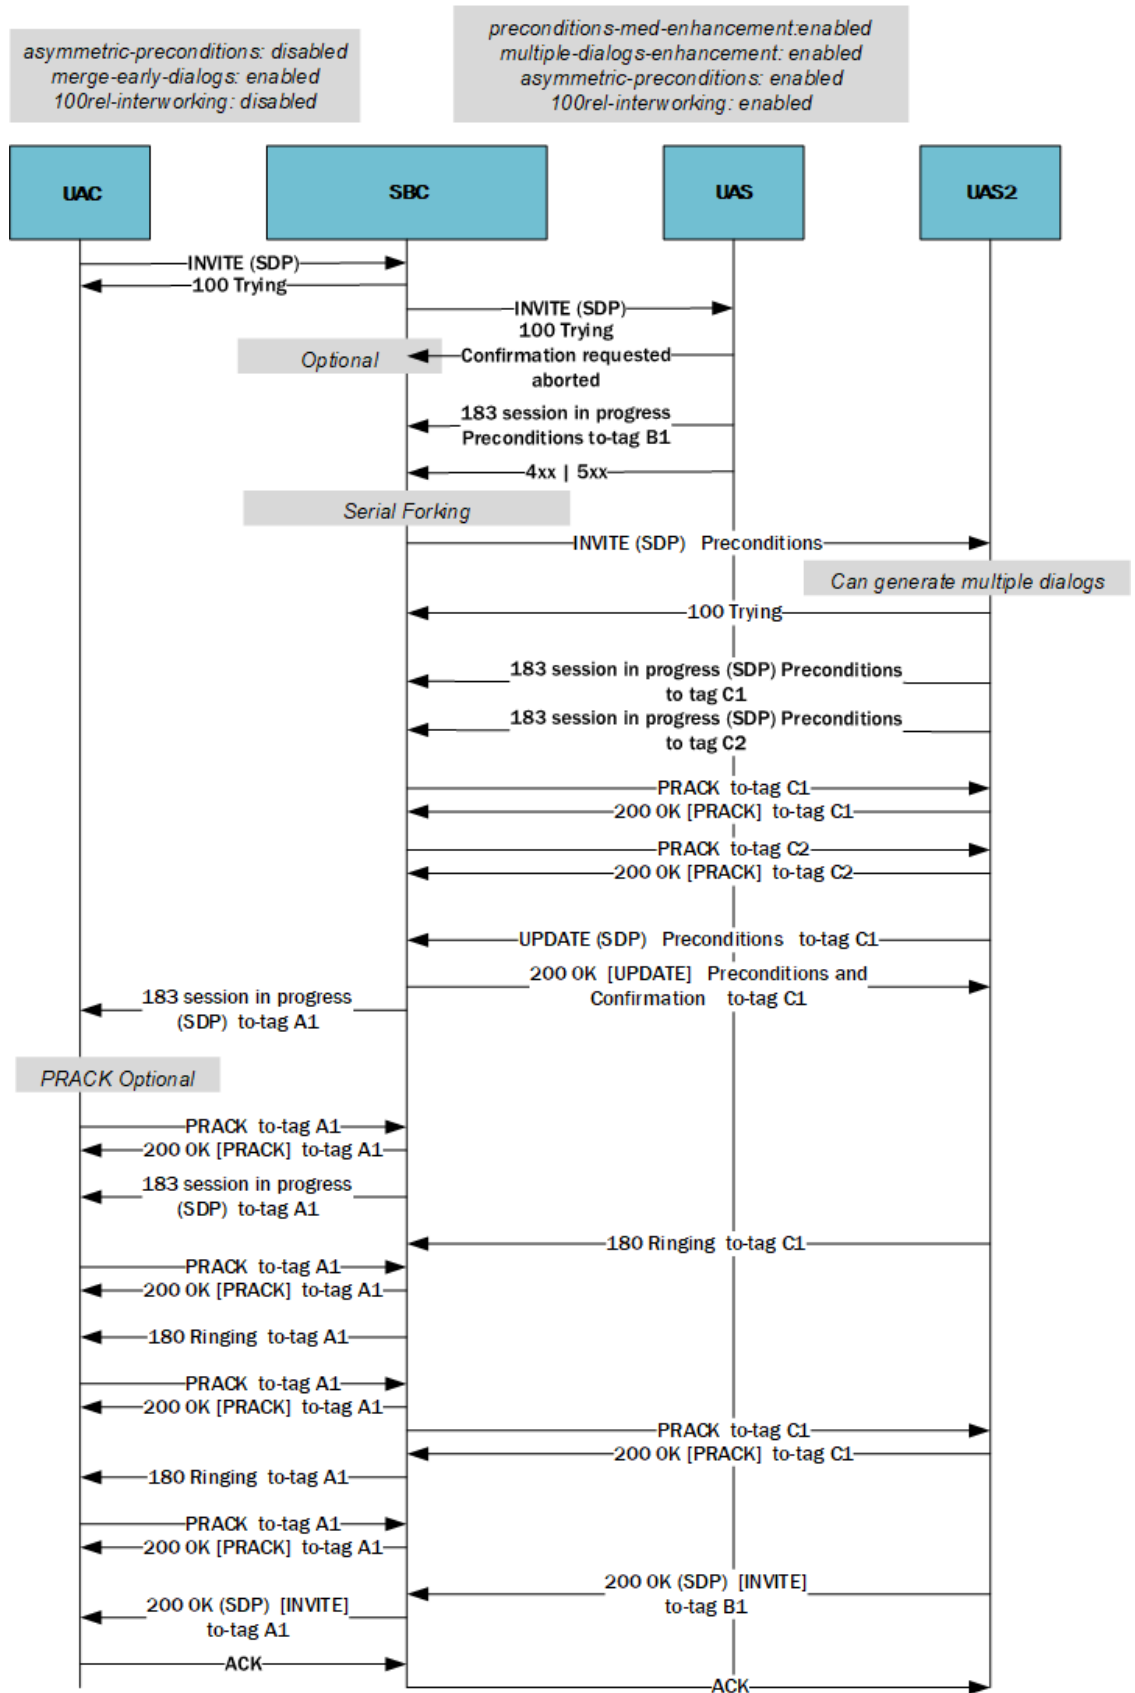 asymmetric-preconditions: disabled
merge-early-dialogs: enabled
100rel-interworking: disabled
preconditions-med-enhancement:enabled
multiple-dialogs-enhancement: enabled
asymmetric-preconditions: enabled
100rel-interworking: enabled
UAC
SBC
UAS
UAS2
INVITE (SDP)
100 Trying
INVITE (SDP)
100 Trying
Optional
Confirmation requested
aborted
183 session in progress
Preconditions to-tag B1
4xx | 5xx
Serial Forking
INVITE (SDP) Preconditions
Can generate multiple dialogs
100 Trying
183 session in progress (SDP) Preconditions
to tag C1
183 session in progress (SDP) Preconditions
to tag C2
PRACK to-tag C1
200 OK [PRACK] to-tag C1
PRACK to-tag C2
200 OK [PRACK] to-tag C2
UPDATE (SDP) Preconditions to-tag C1
200 OK [UPDATE] Preconditions and
Confirmation to-tag C1
183 session in progress
(SDP) to-tag A1
PRACK Optional
PRACK to-tag A1
200 OK [PRACK] to-tag A1
183 session in progress
(SDP) to-tag A1
180 Ringing to-tag C1
PRACK to-tag A1
200 OK [PRACK] to-tag A1
180 Ringing to-tag A1
PRACK to-tag A1
200 OK [PRACK] to-tag A1
PRACK to-tag C1
200 OK [PRACK] to-tag C1
180 Ringing to-tag A1
PRACK to-tag A1
200 OK [PRACK] to-tag A1
200 OK (SDP) [INVITE]
to-tag B1
200 OK (SDP) [INVITE]
to-tag A1
ACK
ACK